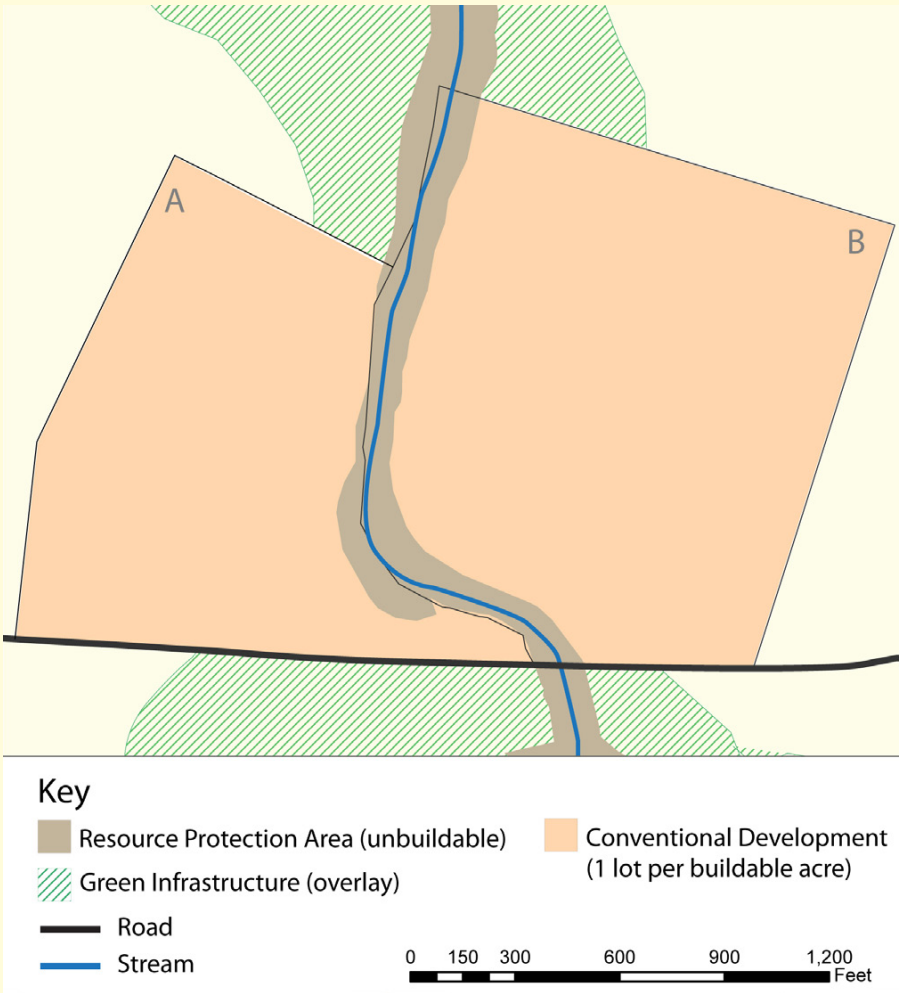 A
B
Key
Resource Protection Area (unbuildable)
Green Infrastructure (overlay)
Road
Stream
Conventional Development
(1 lot per buildable acre)
0 150 300 600 900 1,200
Feet